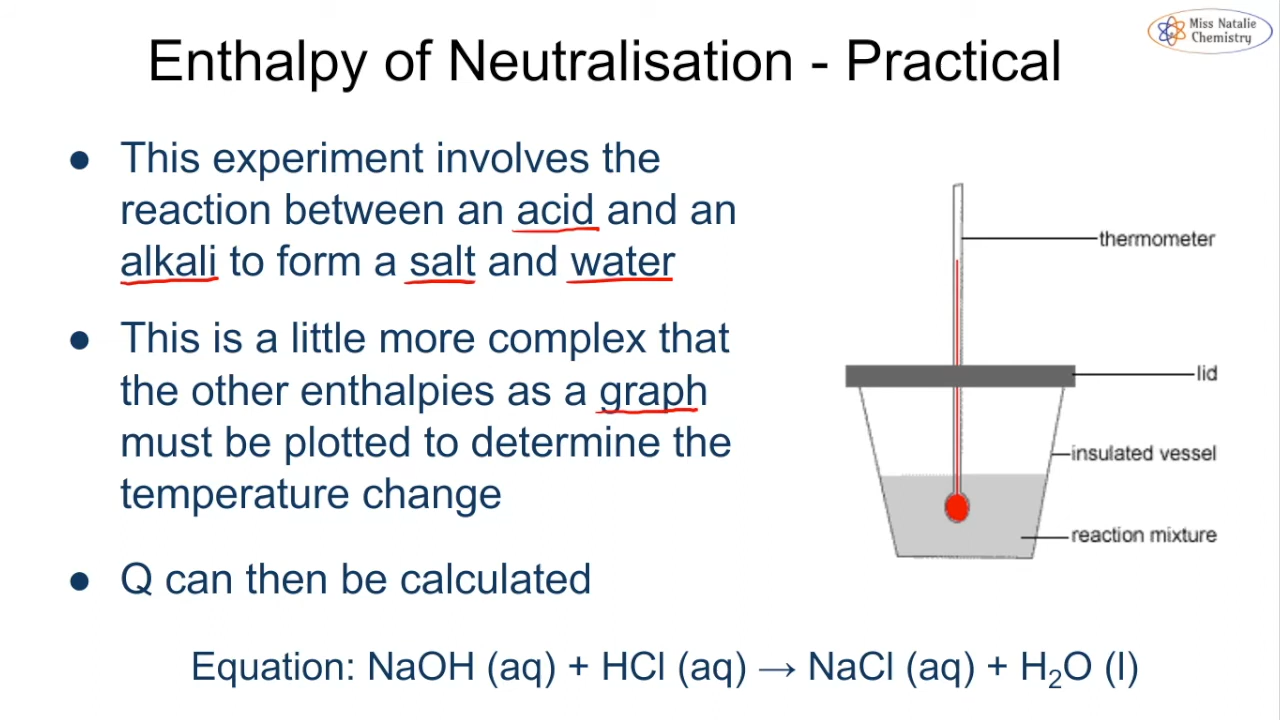 Miss Natalie
Chemistry
Enthalpy of Neutralisation - Practical
● This experiment involves the
reaction between an acid and an
alkali to form a salt and water
● This is a little more complex that
the other enthalpies as a graph
must be plotted to determine the
temperature change
● Q can then be calculated
thermometer
lid
insulated vessel
reaction mixture
Equation: NaOH (aq) + HCl (aq) → NaCl (aq) + H₂O (l)